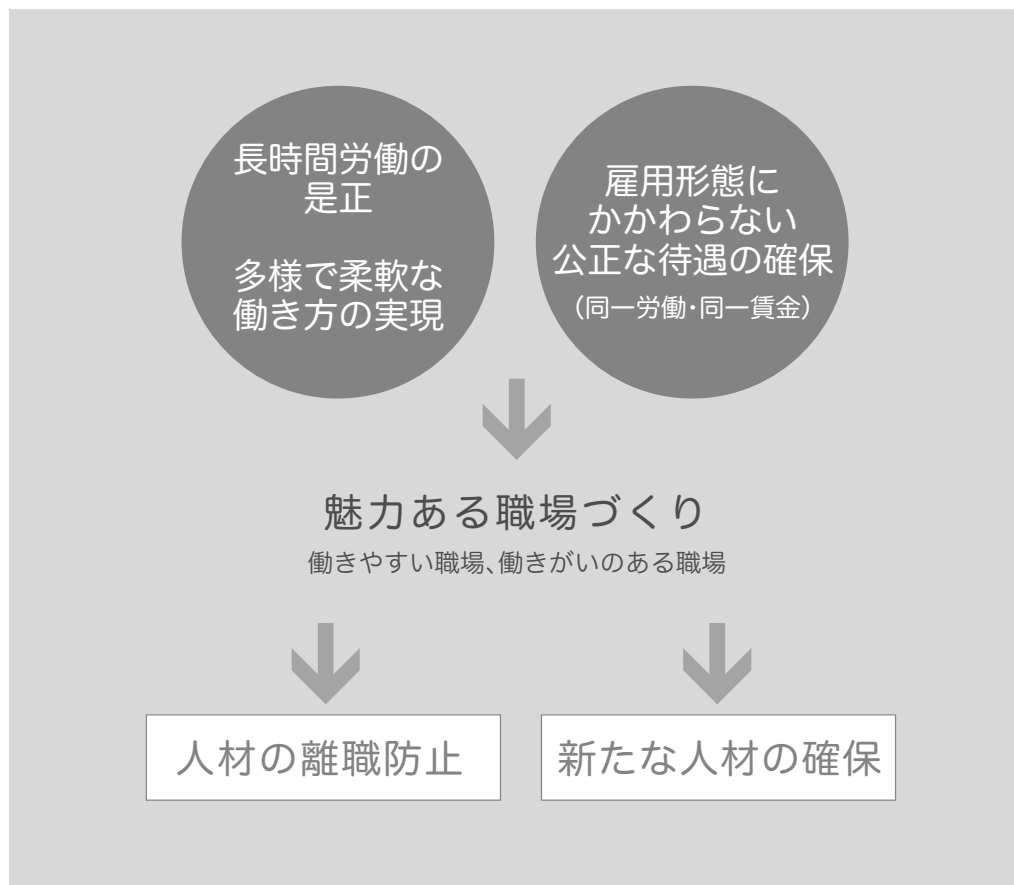 長時間労働の
是正
多様で柔軟な
働き方の実現
雇用形態に
かかわらない
公正な待遇の確保
(同一労働・同一賃金)
魅力ある職場づくり
働きやすい職場、働きがいのある職場
人材の離職防止
新たな人材の確保